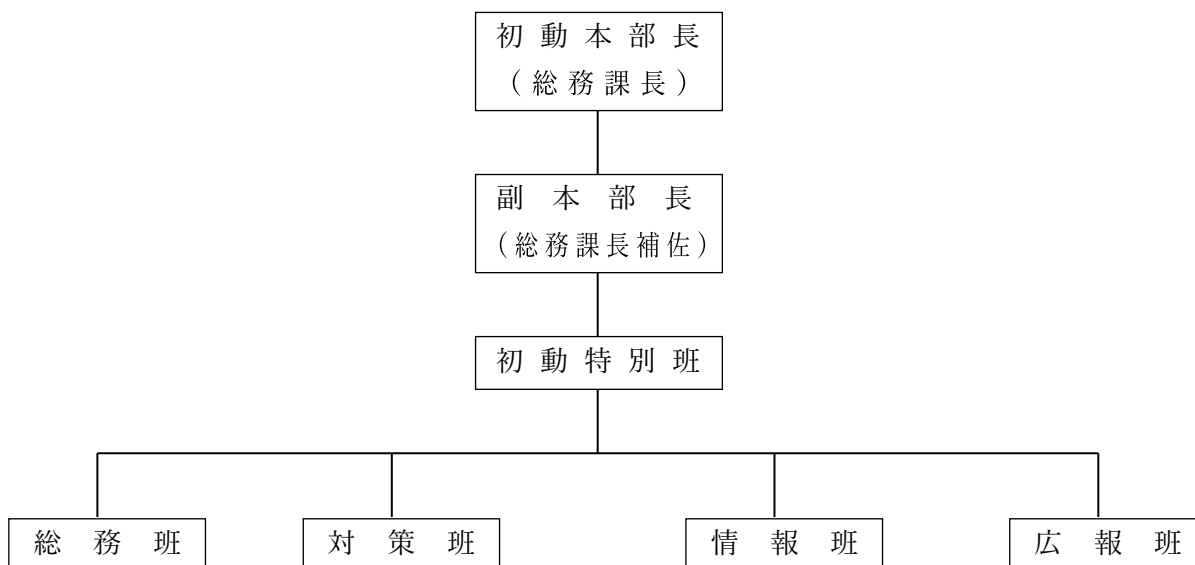 初動本部長
（総務課長）
副本部長
（総務課長補佐）
初動特別班
総務班
対策班
情報班
広報班